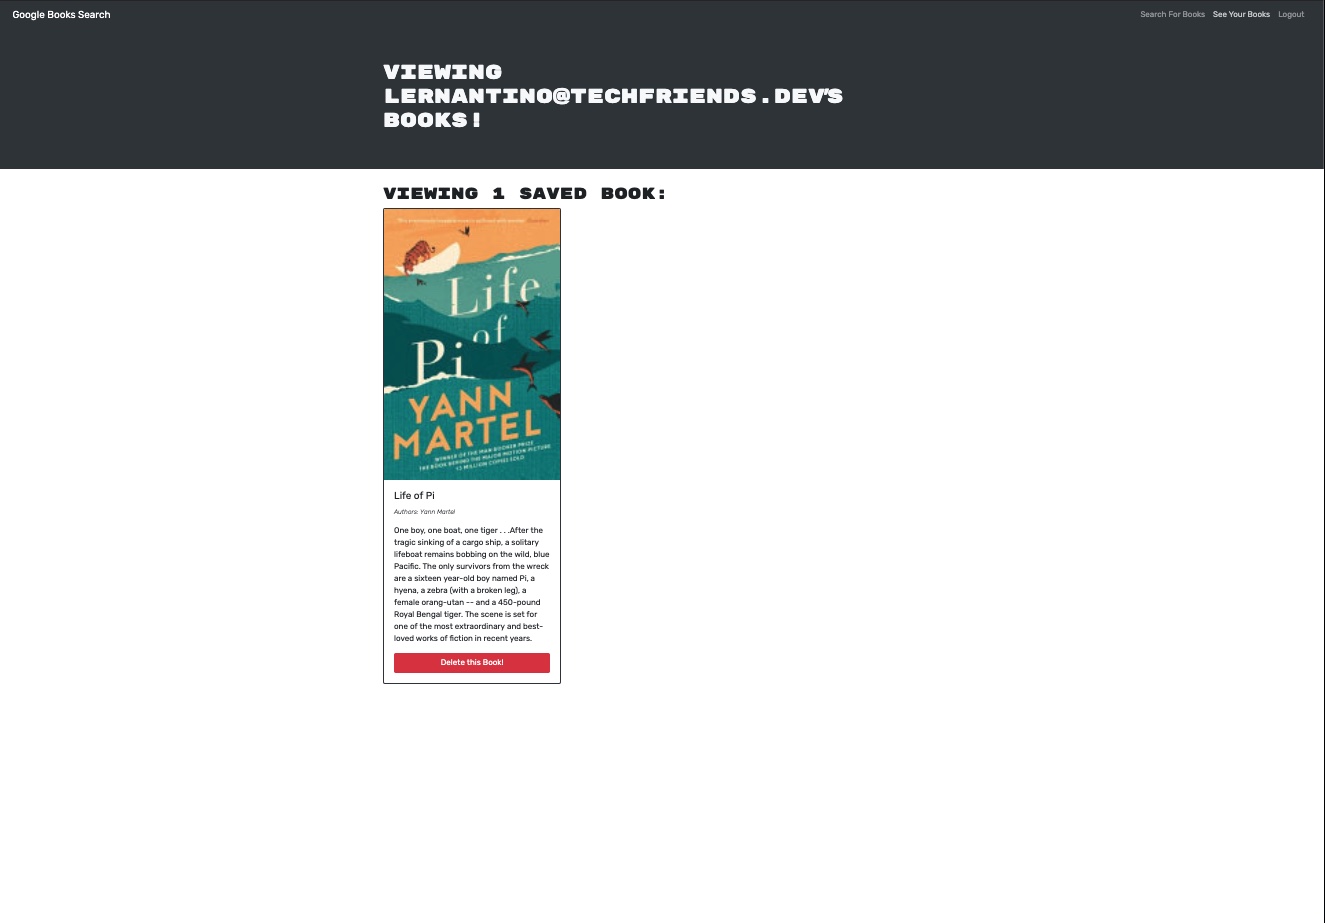 Google Books Search
Search For Books See Your Books Logout
VIEWING
LERNANTINO@TECHFRIENDS.DEV'S
BOOKS!
VIEWING 1 SAVED BOOK:
Life
of
Pi
YANN
MARTEL
WINNER OF THE MAN BOOKER PRIZE
THE BOOK BEHIND THE MAJOR MOTION PICTURE
MILLION COPIES SOLD
Life of Pi
Authors: Yann Martel
One boy, one boat, one tiger . . .After the
tragic sinking of a cargo ship, a solitary
lifeboat remains bobbing on the wild, blue
Pacific. The only survivors from the wreck
are a sixteen year-old boy named Pi, a
hyena, a zebra (with a broken leg), a
female orang-utan -- and a 450-pound
Royal Bengal tiger. The scene is set for
one of the most extraordinary and best-
loved works of fiction in recent years.
Delete this Book!